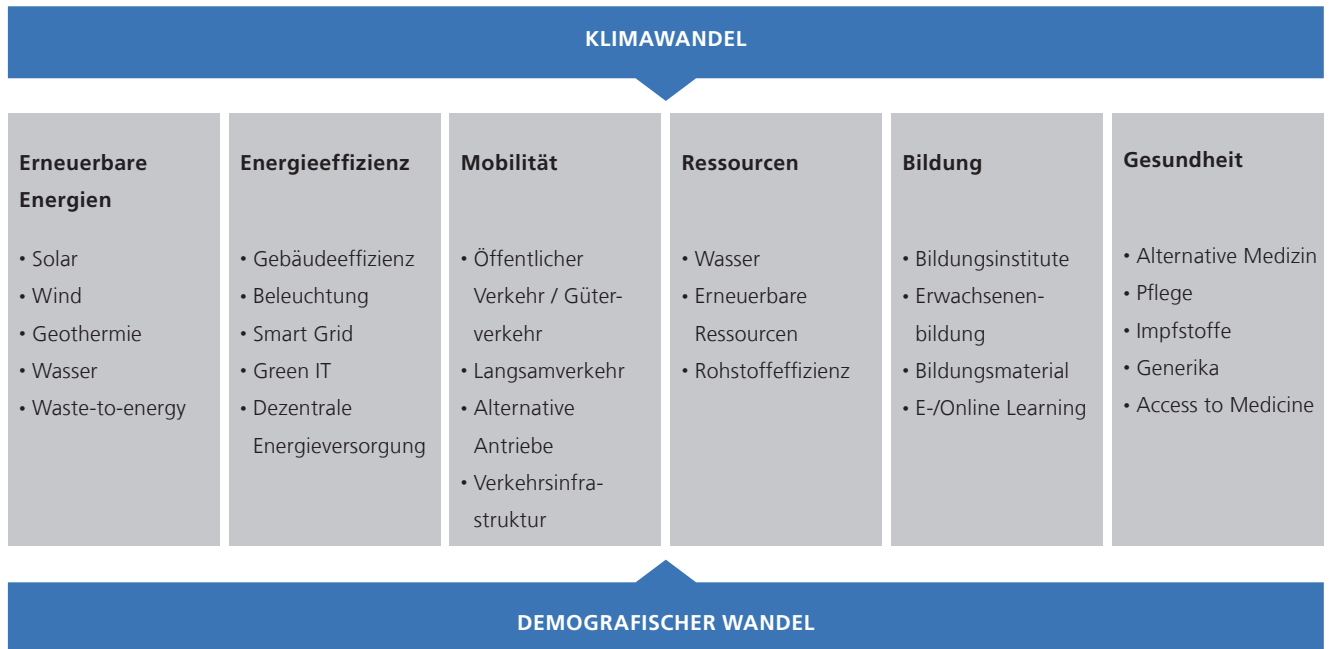 KLIMAWANDEL
Erneuerbare
Energien
• Solar
• Wind
• Geothermie
• Wasser
• Waste-to-energy
Energieeffizienz
• Gebäudeeffizienz
• Beleuchtung
• Smart Grid
• Green IT
• Dezentrale
Energieversorgung
Mobilität
• Öffentlicher
Verkehr / Güter-
verkehr
• Langsamverkehr
• Alternative
Antriebe
• Verkehrsinfra-
struktur
Ressourcen
• Wasser
• Erneuerbare
Ressourcen
• Rohstoffeffizienz
Bildung
• Bildungsinstitute
• Erwachsenen-
bildung
• Bildungsmaterial
• E-/Online Learning
Gesundheit
• Alternative Medizin
• Pflege
• Impfstoffe
• Generika
• Access to Medicine
DEMOGRAFISCHER WANDEL